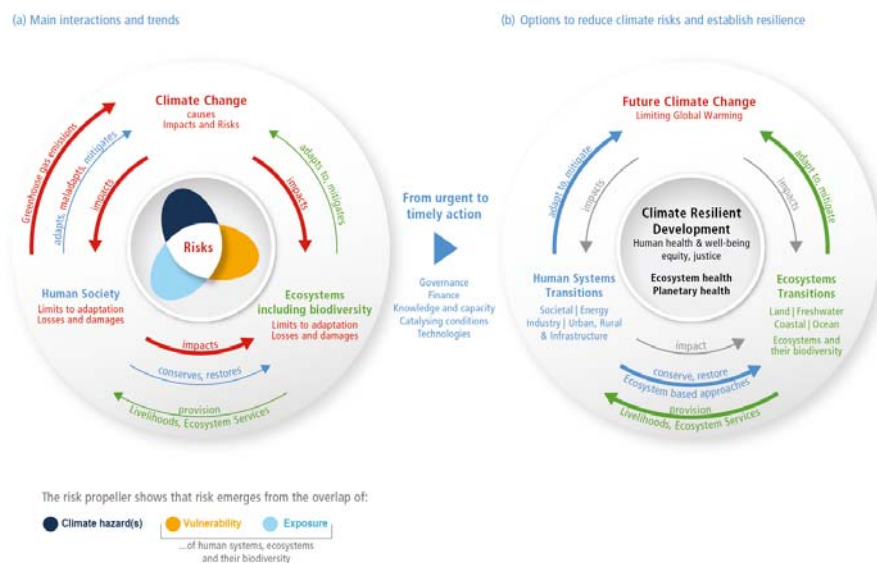 (a) Main interactions and trends
Climate Change
causes
Impacts and Risks
Greenhouse gas emissions
adapts, maladapts, mitigates
impacts
impacts
adapts to, mitigates
Risks
Human Society
Limits to adaptation
Losses and damages
Ecosystems
including biodiversity
Limits to adaptation
Losses and damages
impacts
conserves, restores
provision
Livelihoods, Ecosystem Services
From urgent to
timely action
Governance
Finance
Knowledge and capacity
Catalysing conditions
Technologies
(b) Options to reduce climate risks and establish resilience
Future Climate Change
Limiting Global Warming
adapt to, mitigate
impacts
impacts
adapt to, mitigate
Climate Resilient
Development
Human health & well-being
equity, justice
Ecosystem health
Planetary health
Human Systems
Transitions
Societal | Energy
Industry | Urban, Rural
& Infrastructure
Ecosystems
Transitions
Land | Freshwater
Coastal | Ocean
Ecosystems and
their biodiversity
impact
conserve, restore
Ecosystem based approaches
provision
Livelihoods, Ecosystem Services
The risk propeller shows that risk emerges from the overlap of:
Climate hazard(s)
Vulnerability
Exposure
...of human systems, ecosystems
and their biodiversity